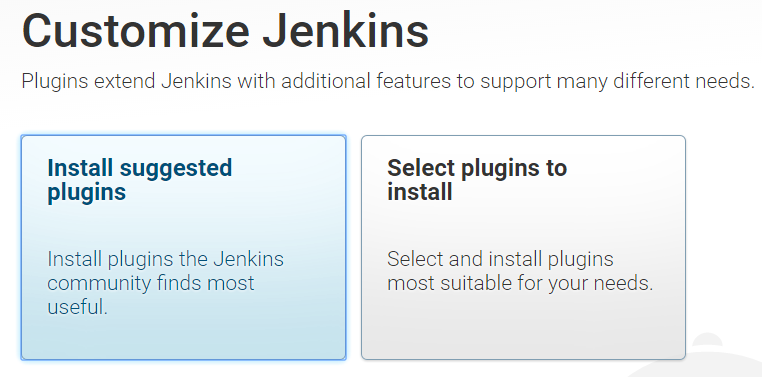 Customize Jenkins
Plugins extend Jenkins with additional features to support many different needs.
Install suggested
plugins
Install plugins the Jenkins
community finds most
useful.
Select plugins to
install
Select and install plugins
most suitable for your needs.